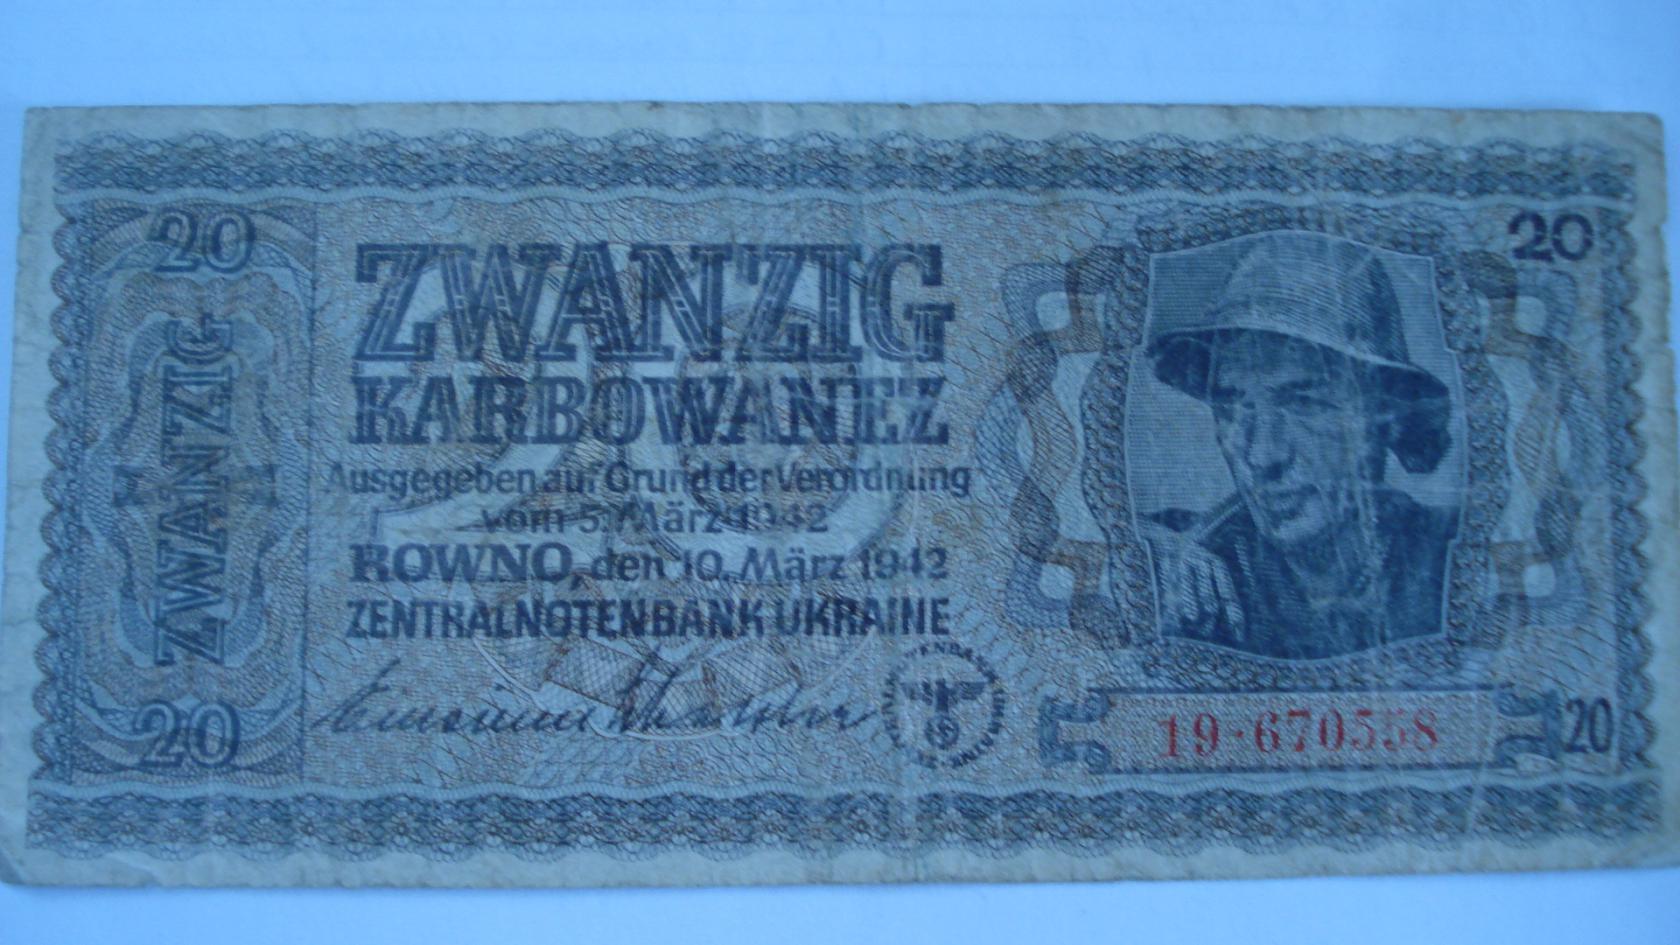 20
ZWANZIG
20
ZWANZIG
KARBOWANEZ
Ausgegeben auf Grund der Verordnung
vom 5. März 1942
ROWNO, den 10. März 1942
ZENTRALNOTENBANK UKRAINE
20
19·670558
20